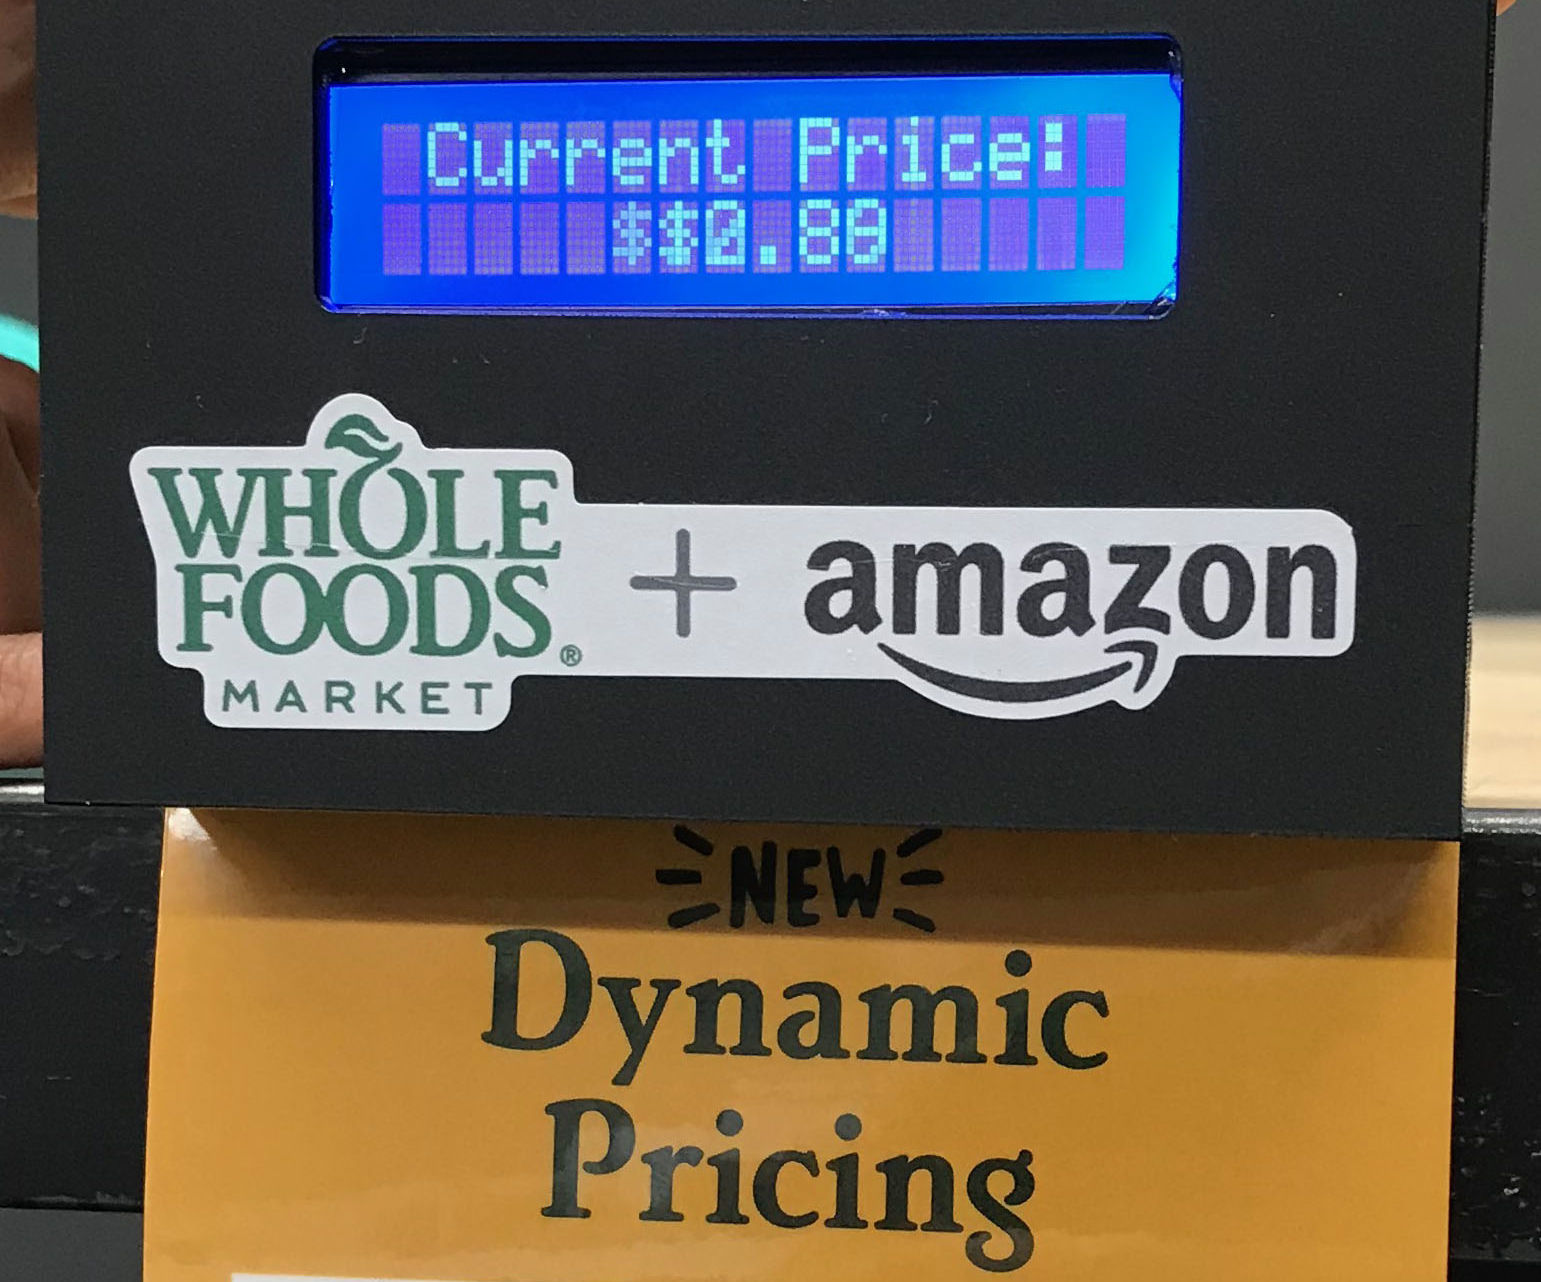 Current Price:
$$0.89
WHOLE
FOODS®
MARKET
+ amazon
NEW
Dynamic
Pricing